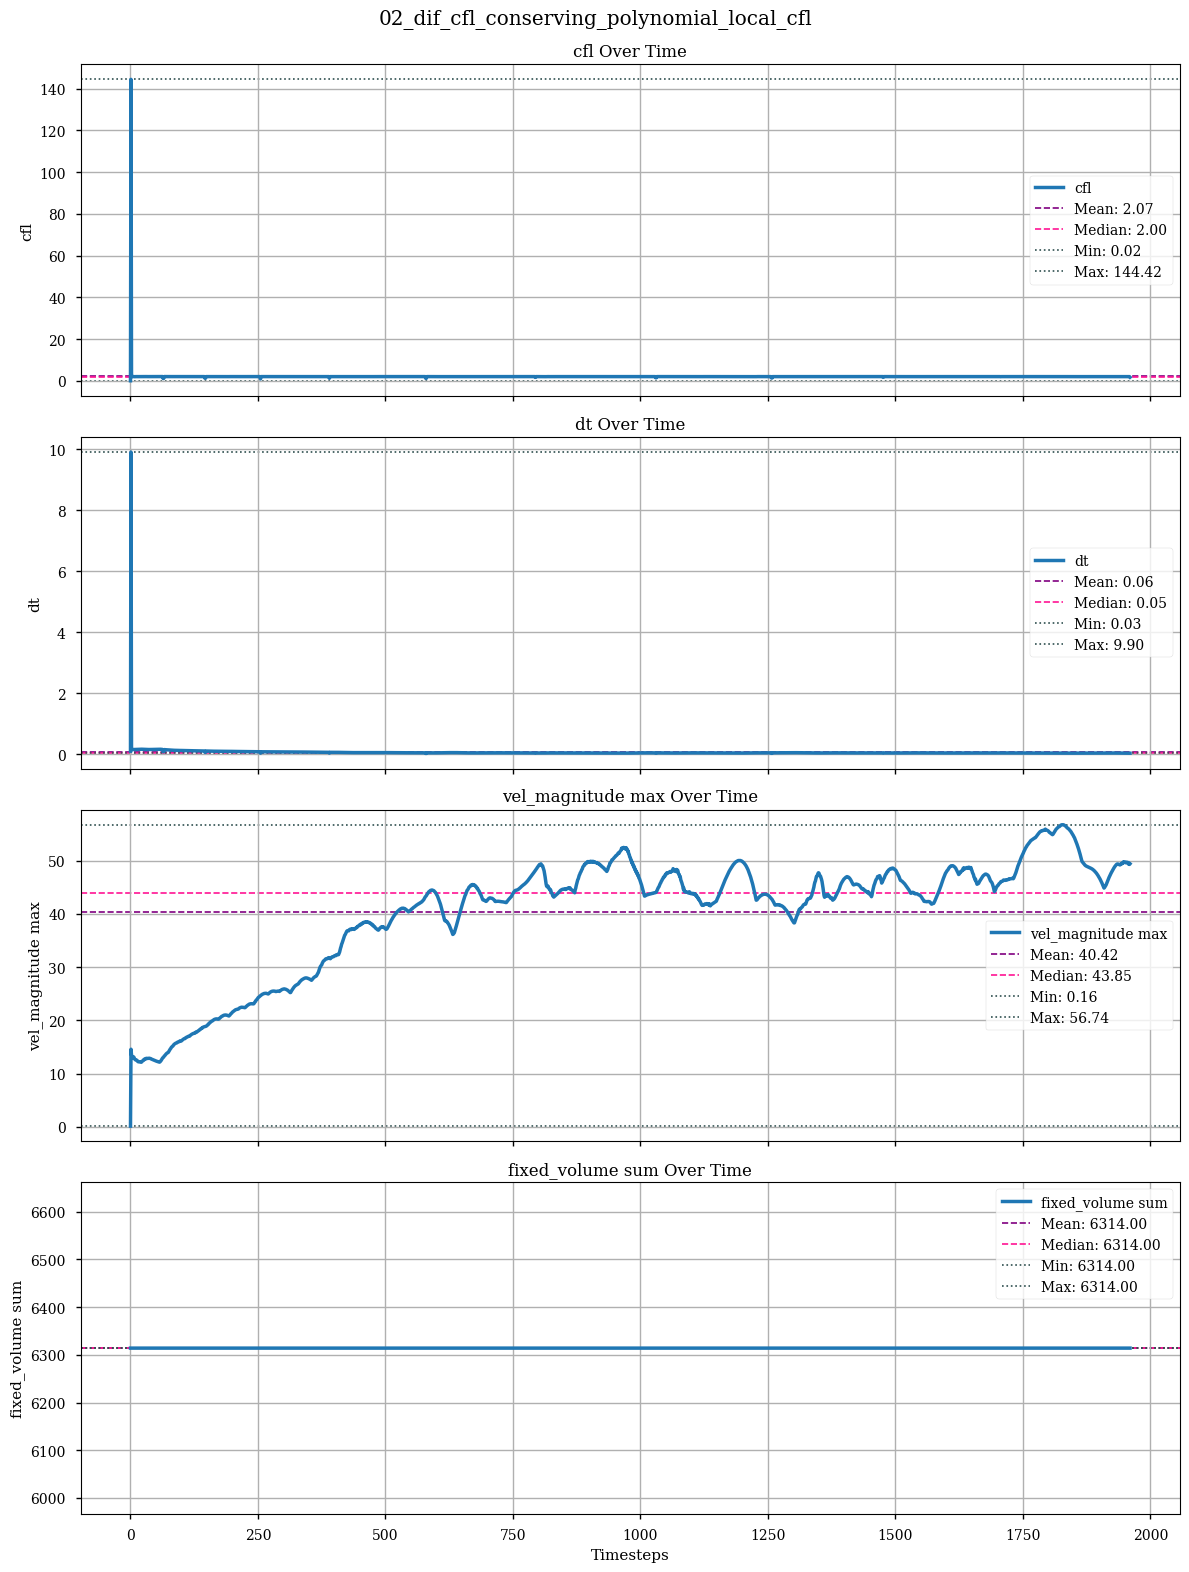 02_dif_cfl_conserving_polynomial_local_cfl
cfl Over Time
140
120
100
80
60
40
20
0
cfl
cfl
Mean: 2.07
Median: 2.00
Min: 0.02
Max: 144.42
dt Over Time
10
8
6
4
2
0
dt
dt
Mean: 0.06
Median: 0.05
Min: 0.03
Max: 9.90
vel_magnitude max Over Time
50
40
30
20
10
0
vel_magnitude max
vel_magnitude max
Mean: 40.42
Median: 43.85
Min: 0.16
Max: 56.74
fixed_volume sum Over Time
6600
6500
6400
6300
6200
6100
6000
fixed_volume sum
fixed_volume sum
Mean: 6314.00
Median: 6314.00
Min: 6314.00
Max: 6314.00
0 250 500 750 1000 1250 1500 1750 2000
Timesteps